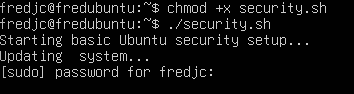 fredjc@fredubuntu:~$ chmod +x security.sh
fredjc@fredubuntu:~$ ./security.sh
Starting basic Ubuntu security setup...
Updating  system...
[sudo] password for fredjc: